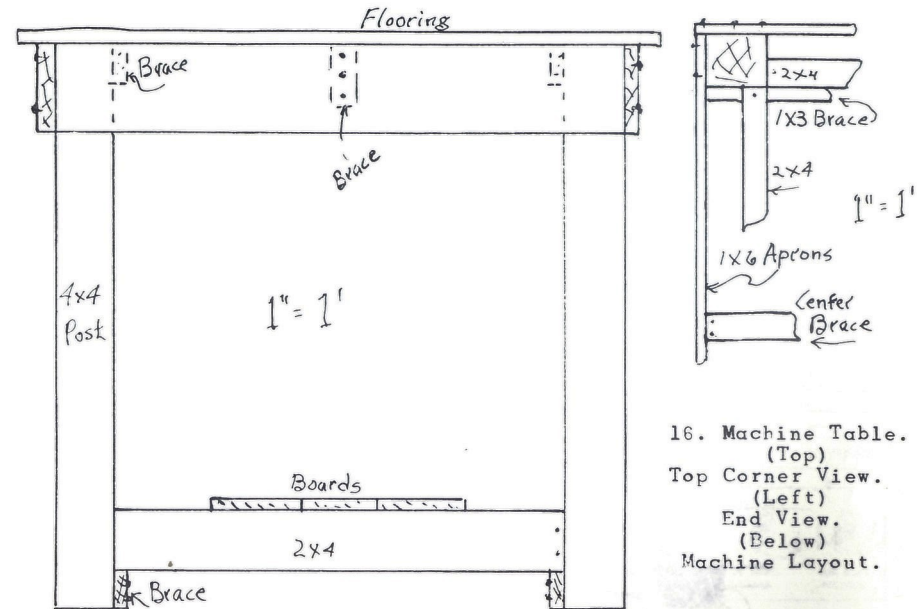 Flooring
Brace
Brace
4x4
Post
1" = 1'
Boards
2x4
Brace
2x4
1x3 Brace
2x4
1" = 1'
1x6 Aprons
Center
Brace
16. Machine Table.
(Top)
Top Corner View.
(Left)
End View.
(Below)
Machine Layout.